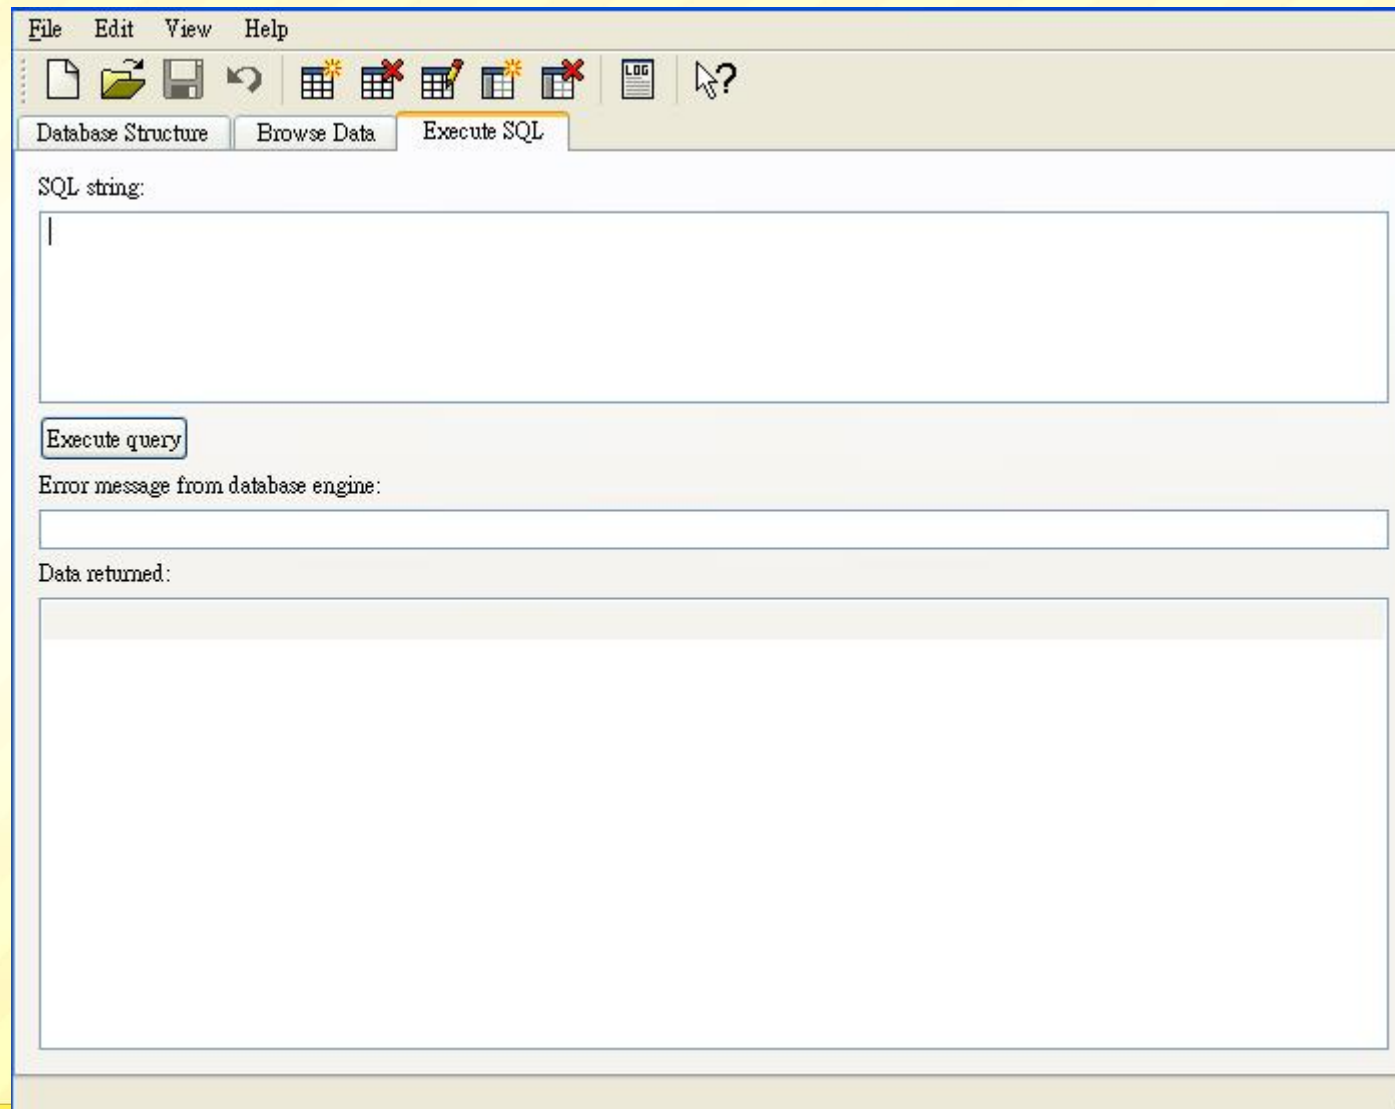 File Edit View Help
LOG
Database Structure Browse Data Execute SQL
SQL string:
Execute query
Error message from database engine:
Data returned: